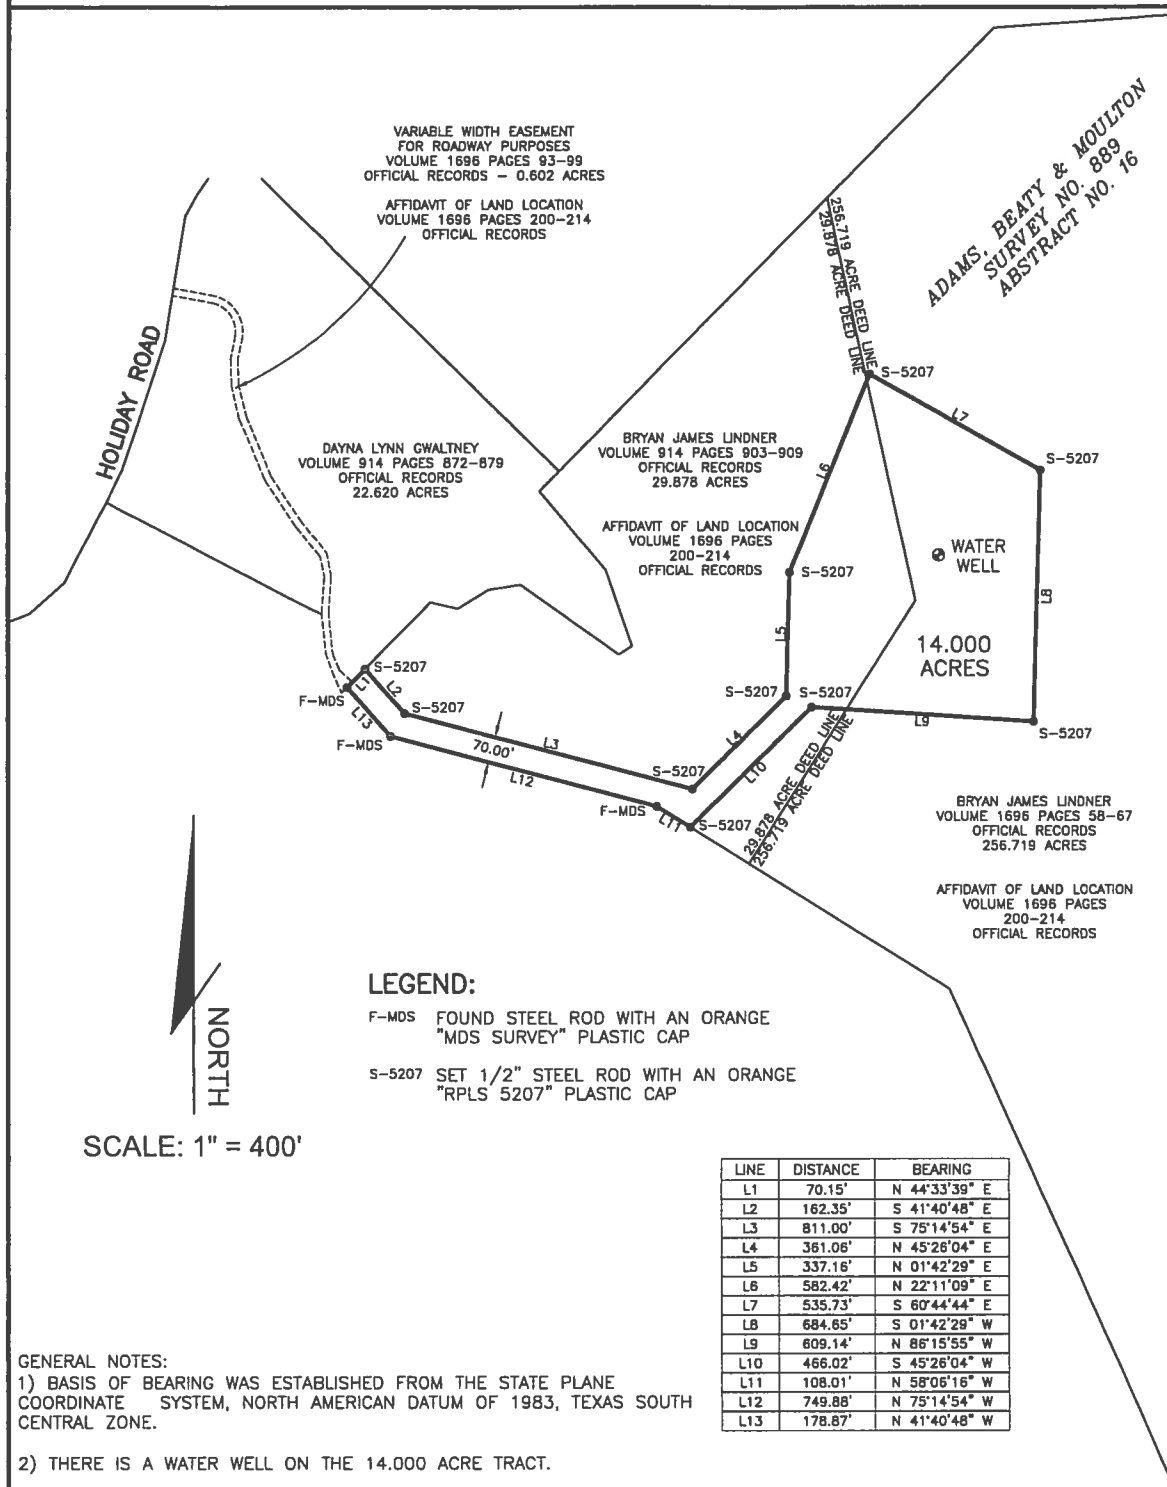 VARIABLE WIDTH EASEMENT
FOR ROADWAY PURPOSES
VOLUME 1696 PAGES 93-99
OFFICIAL RECORDS - 0.602 ACRES
AFFIDAVIT OF LAND LOCATION
VOLUME 1696 PAGES 200-214
OFFICIAL RECORDS
ADAMS, BEATY & MOULTON
SURVEY NO. 889
ABSTRACT NO. 16
256.719 ACRE DEED LINE
29.878 ACRE DEED LINE
HOLIDAY ROAD
S-5207
L7
DAYNA LYNN GWALTNEY
VOLUME 914 PAGES 872-879
OFFICIAL RECORDS
22.620 ACRES
BRYAN JAMES LINDNER
VOLUME 914 PAGES 903-909
OFFICIAL RECORDS
29.878 ACRES
L6
S-5207
AFFIDAVIT OF LAND LOCATION
VOLUME 1696 PAGES
200-214
OFFICIAL RECORDS
S-5207
WATER
WELL
L8
L5
14.000
ACRES
S-5207
L1
L2
F-MDS
L13
S-5207
F-MDS
70.00'
L3
L12
S-5207
S-5207
S-5207
L4
L10
L9
S-5207
F-MDS
L11
S-5207
29.878 ACRE DEED LINE
256.719 ACRE DEED LINE
BRYAN JAMES LINDNER
VOLUME 1696 PAGES 58-67
OFFICIAL RECORDS
256.719 ACRES
AFFIDAVIT OF LAND LOCATION
VOLUME 1696 PAGES
200-214
OFFICIAL RECORDS
NORTH
SCALE: 1" = 400'
LEGEND:
F-MDS FOUND STEEL ROD WITH AN ORANGE
"MDS SURVEY" PLASTIC CAP
S-5207 SET 1/2" STEEL ROD WITH AN ORANGE
"RPLS 5207" PLASTIC CAP
LINE DISTANCE BEARING
L1 70.15' N 44°33'39" E
L2 162.35' S 41°40'48" E
L3 811.00' S 75°14'54" E
L4 361.06' N 45°26'04" E
L5 337.16' N 01°42'29" E
L6 582.42' N 22°11'09" E
L7 535.73' S 60°44'44" E
L8 684.65' S 01°42'29" W
L9 609.14' N 86°15'55" W
L10 466.02' S 45°26'04" W
L11 108.01' N 58°06'16" W
L12 749.88' N 75°14'54" W
L13 178.87' N 41°40'48" W
GENERAL NOTES:
1) BASIS OF BEARING WAS ESTABLISHED FROM THE STATE PLANE
COORDINATE SYSTEM, NORTH AMERICAN DATUM OF 1983, TEXAS SOUTH
CENTRAL ZONE.
2) THERE IS A WATER WELL ON THE 14.000 ACRE TRACT.